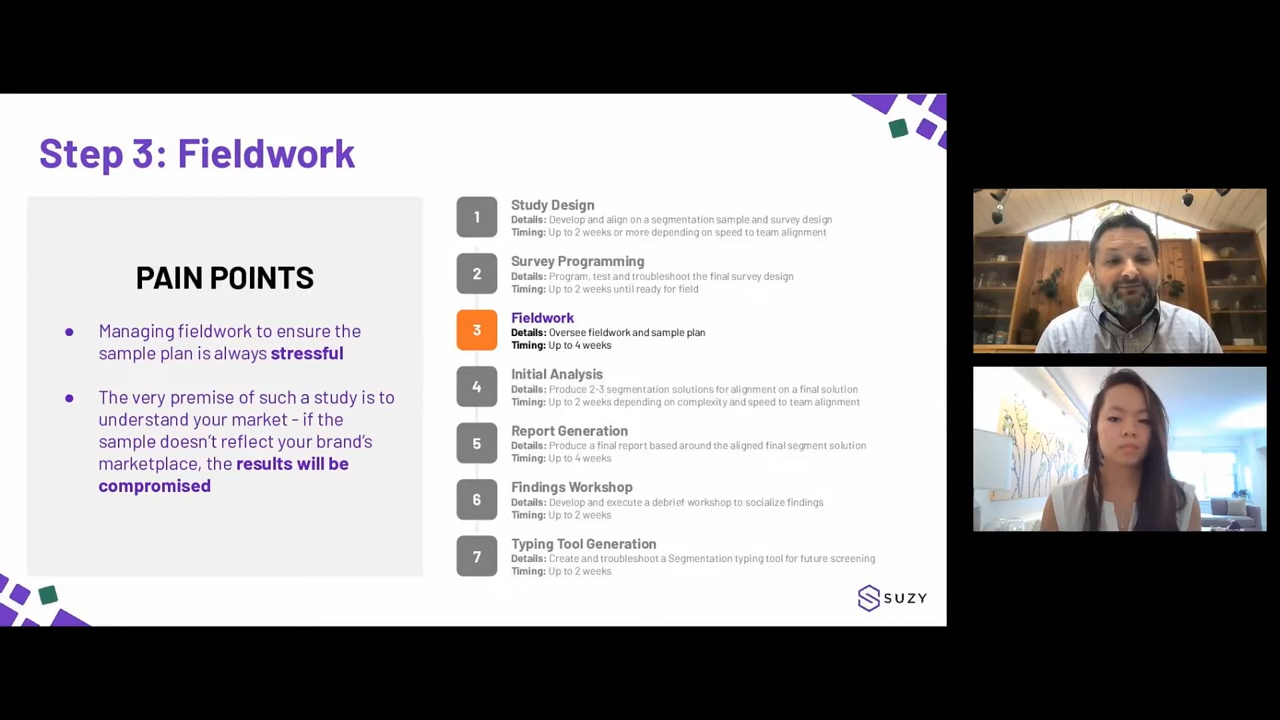 Step 3: Fieldwork
PAIN POINTS
● Managing fieldwork to ensure the
sample plan is always stressful
● The very premise of such a study is to
understand your market - if the
sample doesn't reflect your brand's
marketplace, the results will be
compromised
1
Study Design
Details: Develop and align on a segmentation sample and survey design
Timing: Up to 2 weeks or more depending on speed to team alignment
2
Survey Programming
Details: Program, test and troubleshoot the final survey design
Timing: Up to 2 weeks until ready for field
3
Fieldwork
Details: Oversee fieldwork and sample plan
Timing: Up to 4 weeks
4
Initial Analysis
Details: Produce 2-3 segmentation solutions for alignment on a final solution
Timing: Up to 2 weeks depending on complexity and speed to team alignment
5
Report Generation
Details: Produce a final report based around the aligned final segment solution
Timing: Up to 4 weeks
6
Findings Workshop
Details: Develop and execute a debrief workshop to socialize findings
Timing: Up to 2 weeks
7
Typing Tool Generation
Details: Create and troubleshoot a Segmentation typing tool for future screening
Timing: Up to 2 weeks
SUZY